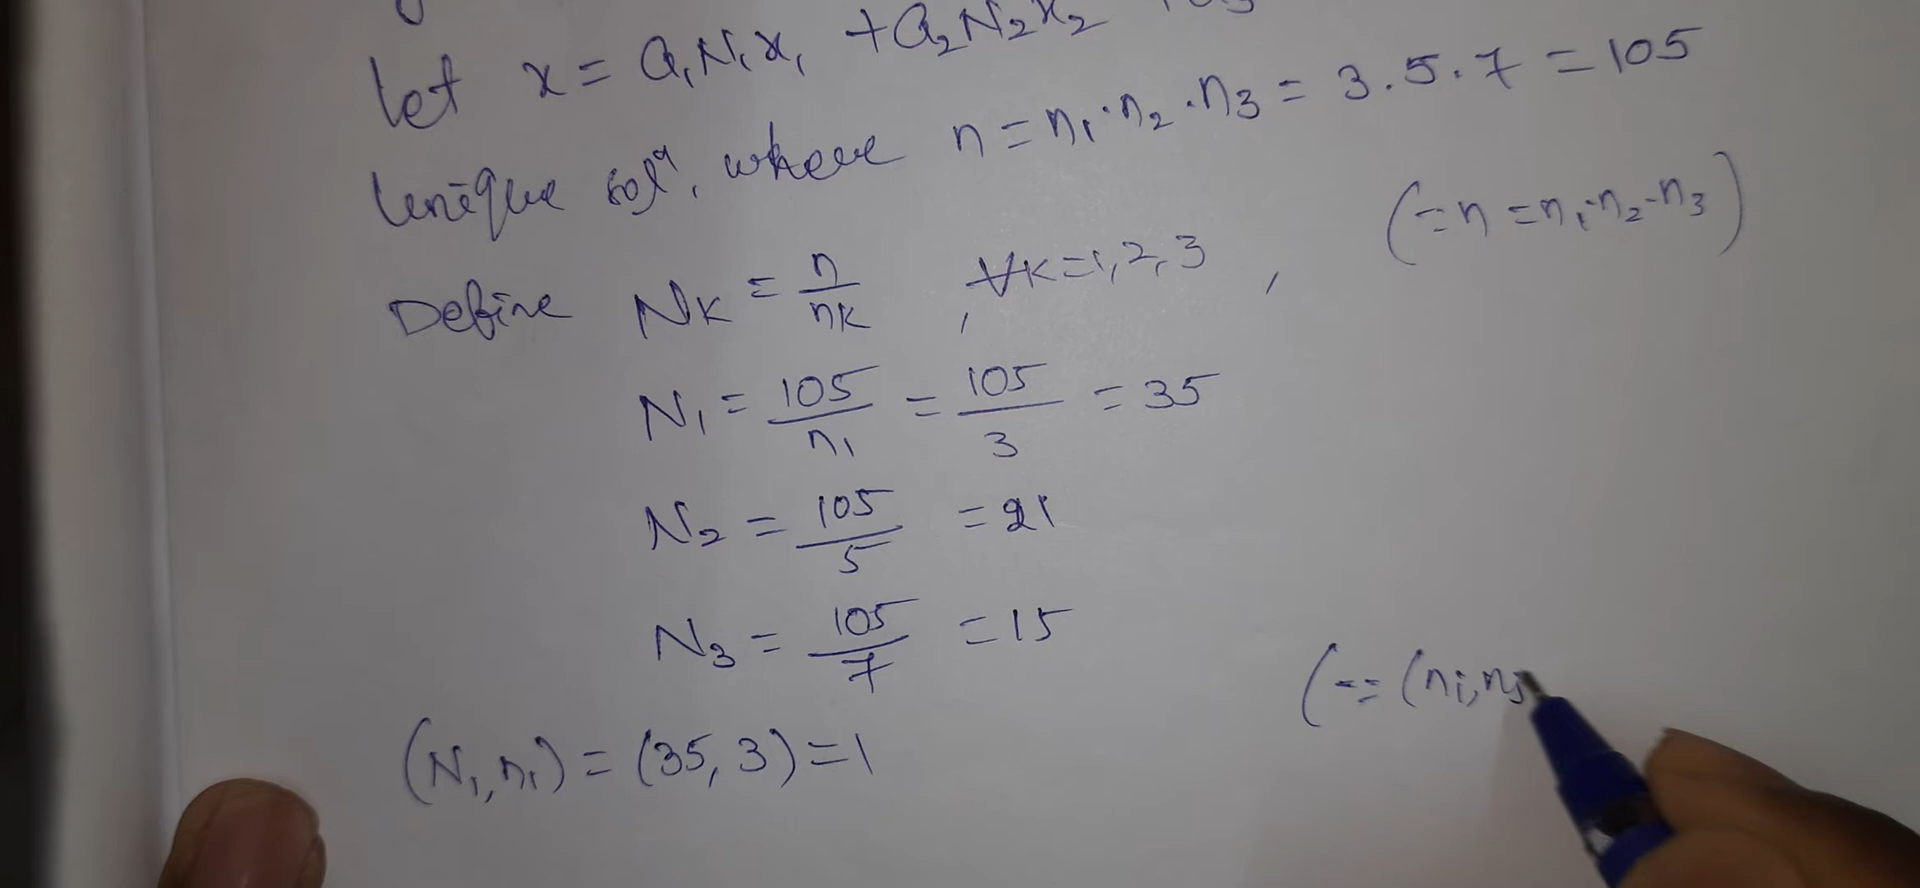 Let x = a₁N₁x₁ + a₂N₂x₂
Unique solⁿ, where n = n₁·n₂·n₃ = 3.5.7 = 105
(∵ n = n₁·n₂·n₃)
Define Nk = n/nk , ∀k=1,2,3 ,
N₁ = 105/n₁ = 105/3 = 35
N₂ = 105/5 = 21
N₃ = 105/7 = 15
(N₁, n₁) = (35, 3) = 1
(∵ (ni, nj